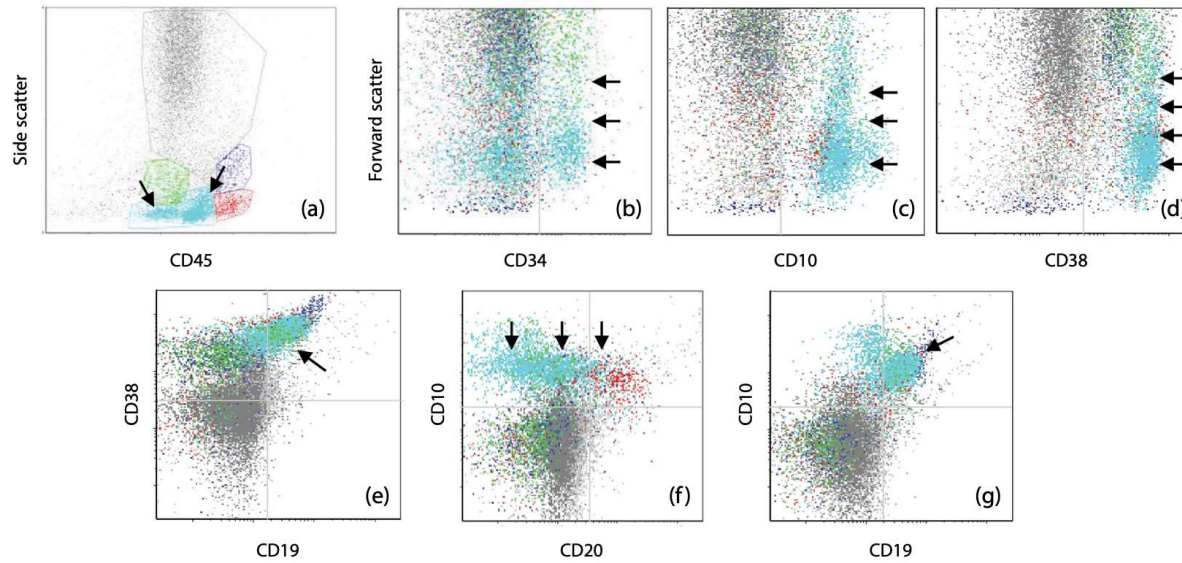 Side scatter
(a)
CD45
Forward scatter
(b)
CD34
(c)
CD10
(d)
CD38
CD38
(e)
CD19
CD10
(f)
CD20
CD10
(g)
CD19